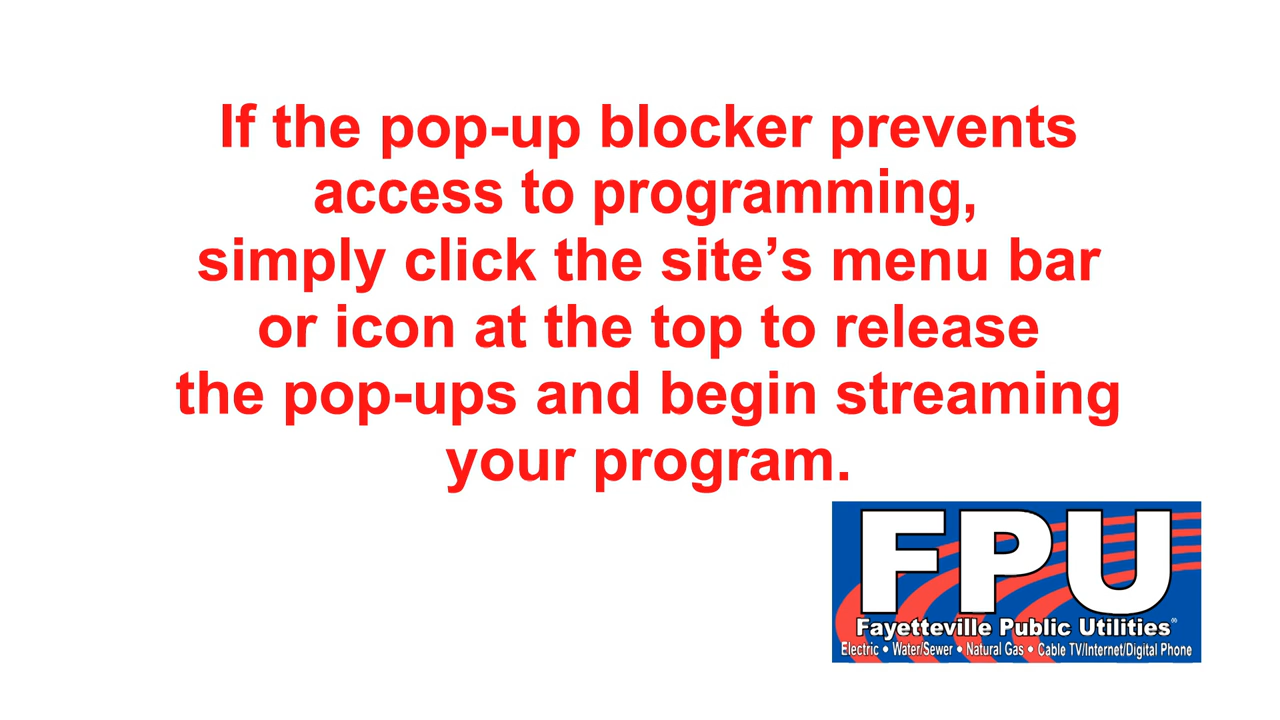 If the pop-up blocker prevents
access to programming,
simply click the site’s menu bar
or icon at the top to release
the pop-ups and begin streaming
your program.
FPU
Fayetteville Public Utilities®
Electric • Water/Sewer • Natural Gas • Cable TV/Internet/Digital Phone